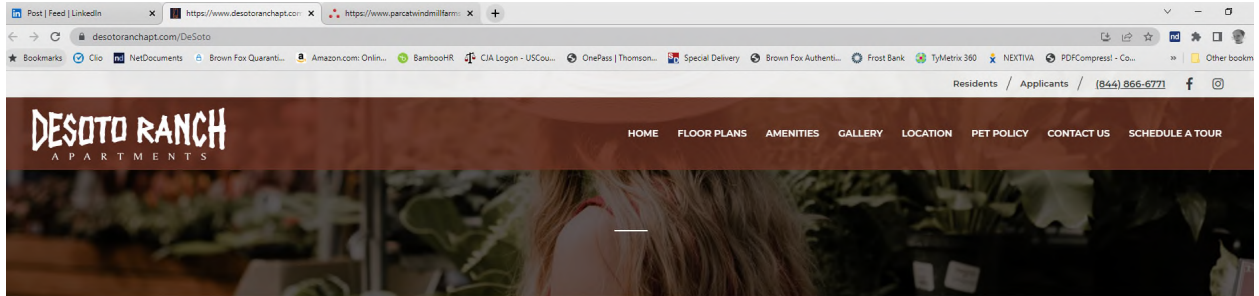 Post | Feed | LinkedIn
https://www.desotoranchapt.com
https://www.parcatwindmillfarms
desotoranchapt.com/DeSoto
Bookmarks Clio NetDocuments Brown Fox Quaranti... Amazon.com: Onlin... BambooHR CJA Logon - USCou... OnePass | Thomson... Special Delivery Brown Fox Authenti... Frost Bank TyMetrix 360 NEXTIVA PDFCompress! - Co... » Other bookm
Residents / Applicants / (844) 866-6771
DESOTO RANCH
APARTMENTS
HOME FLOOR PLANS AMENITIES GALLERY LOCATION PET POLICY CONTACT US SCHEDULE A TOUR